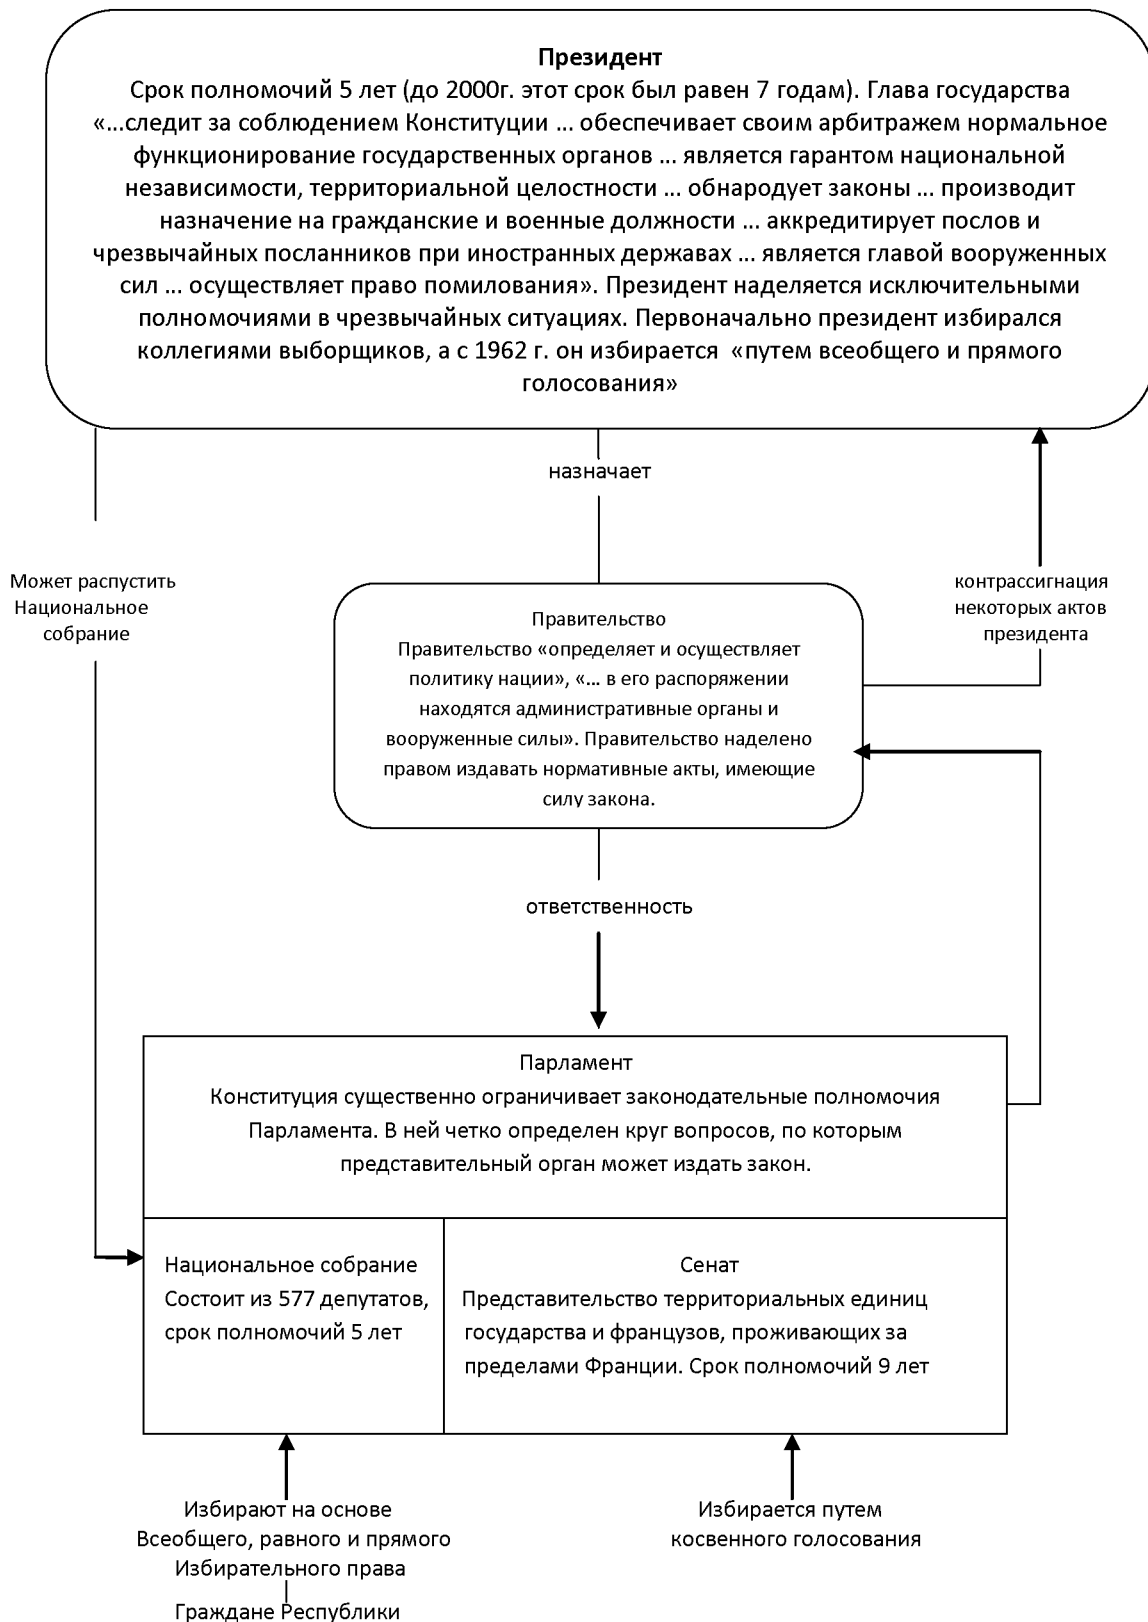 Президент
Срок полномочий 5 лет (до 2000г. этот срок был равен 7 годам). Глава государства
«…следит за соблюдением Конституции … обеспечивает своим арбитражем нормальное
функционирование государственных органов … является гарантом национальной
независимости, территориальной целостности … обнародует законы … производит
назначение на гражданские и военные должности … аккредитирует послов и
чрезвычайных посланников при иностранных державах … является главой вооруженных
сил … осуществляет право помилования». Президент наделяется исключительными
полномочиями в чрезвычайных ситуациях. Первоначально президент избирался
коллегиями выборщиков, а с 1962 г. он избирается «путем всеобщего и прямого
голосования»
назначает
Может распустить
Национальное
собрание
контрассигнация
некоторых актов
президента
Правительство
Правительство «определяет и осуществляет
политику нации», «… в его распоряжении
находятся административные органы и
вооруженные силы». Правительство наделено
правом издавать нормативные акты, имеющие
силу закона.
ответственность
Парламент
Конституция существенно ограничивает законодательные полномочия
Парламента. В ней четко определен круг вопросов, по которым
представительный орган может издать закон.
Национальное собрание
Состоит из 577 депутатов,
срок полномочий 5 лет
Сенат
Представительство территориальных единиц
государства и французов, проживающих за
пределами Франции. Срок полномочий 9 лет
Избирают на основе
Всеобщего, равного и прямого
Избирательного права
Граждане Республики
Избирается путем
косвенного голосования